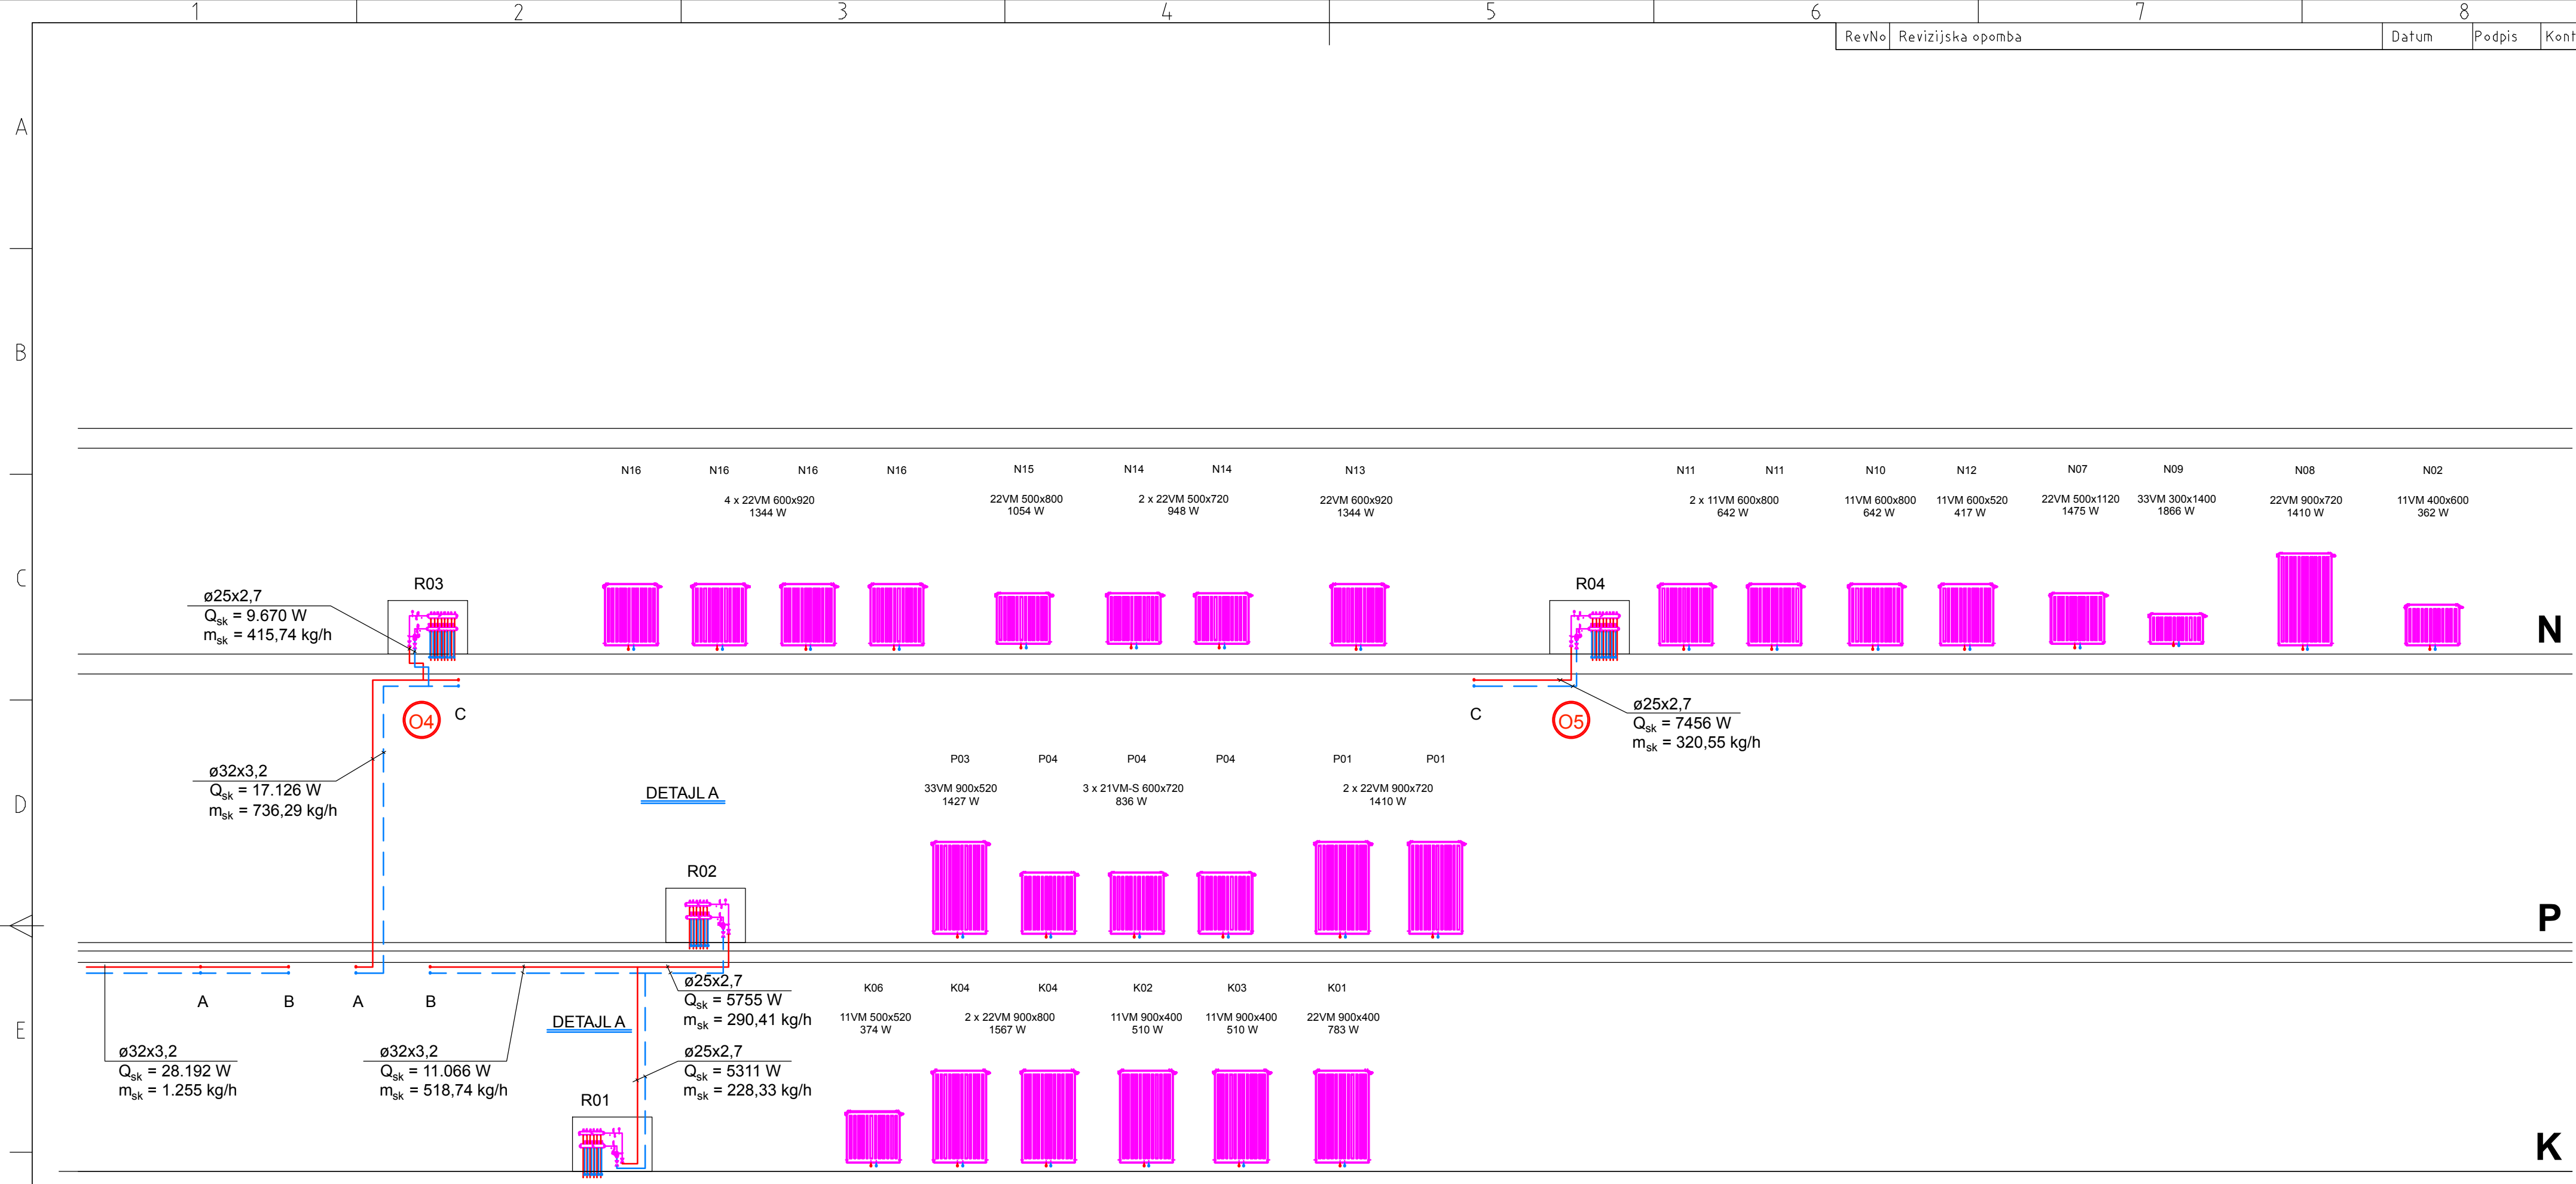 1 2 3 4 5 6 7 8
RevNo Revizijska opomba Datum Podpis Kont
A
B
C
D
E
N16 N16 N16 N16 N15 N14 N14 N13 N11 N11 N10 N12 N07 N09 N08 N02
4 x 22VM 600x920
1344 W
22VM 500x800
1054 W
2 x 22VM 500x720
948 W
22VM 600x920
1344 W
2 x 11VM 600x800
642 W
11VM 600x800
642 W
11VM 600x520
417 W
22VM 500x1120
1475 W
33VM 300x1400
1866 W
22VM 900x720
1410 W
11VM 400x600
362 W
R03
R04
N
ø25x2,7
Qsk = 9.670 W
msk = 415,74 kg/h
O4
C
C
O5
ø25x2,7
Qsk = 7456 W
msk = 320,55 kg/h
ø32x3,2
Qsk = 17.126 W
msk = 736,29 kg/h
DETAJL A
P03 P04 P04 P04 P01 P01
33VM 900x520
1427 W
3 x 21VM-S 600x720
836 W
2 x 22VM 900x720
1410 W
R02
P
A B A B
ø25x2,7
Qsk = 5755 W
msk = 290,41 kg/h
DETAJL A
K06 K04 K04 K02 K03 K01
11VM 500x520
374 W
2 x 22VM 900x800
1567 W
11VM 900x400
510 W
11VM 900x400
510 W
22VM 900x400
783 W
ø32x3,2
Qsk = 28.192 W
msk = 1.255 kg/h
ø32x3,2
Qsk = 11.066 W
msk = 518,74 kg/h
ø25x2,7
Qsk = 5311 W
msk = 228,33 kg/h
R01
K